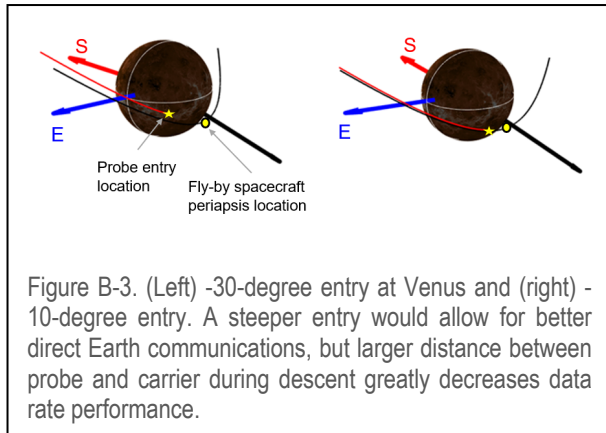 S
S
E
E
Probe entry
location
Fly-by spacecraft
periapsis location
Figure B-3. (Left) -30-degree entry at Venus and (right) -
10-degree entry. A steeper entry would allow for better
direct Earth communications, but larger distance between
probe and carrier during descent greatly decreases data
rate performance.